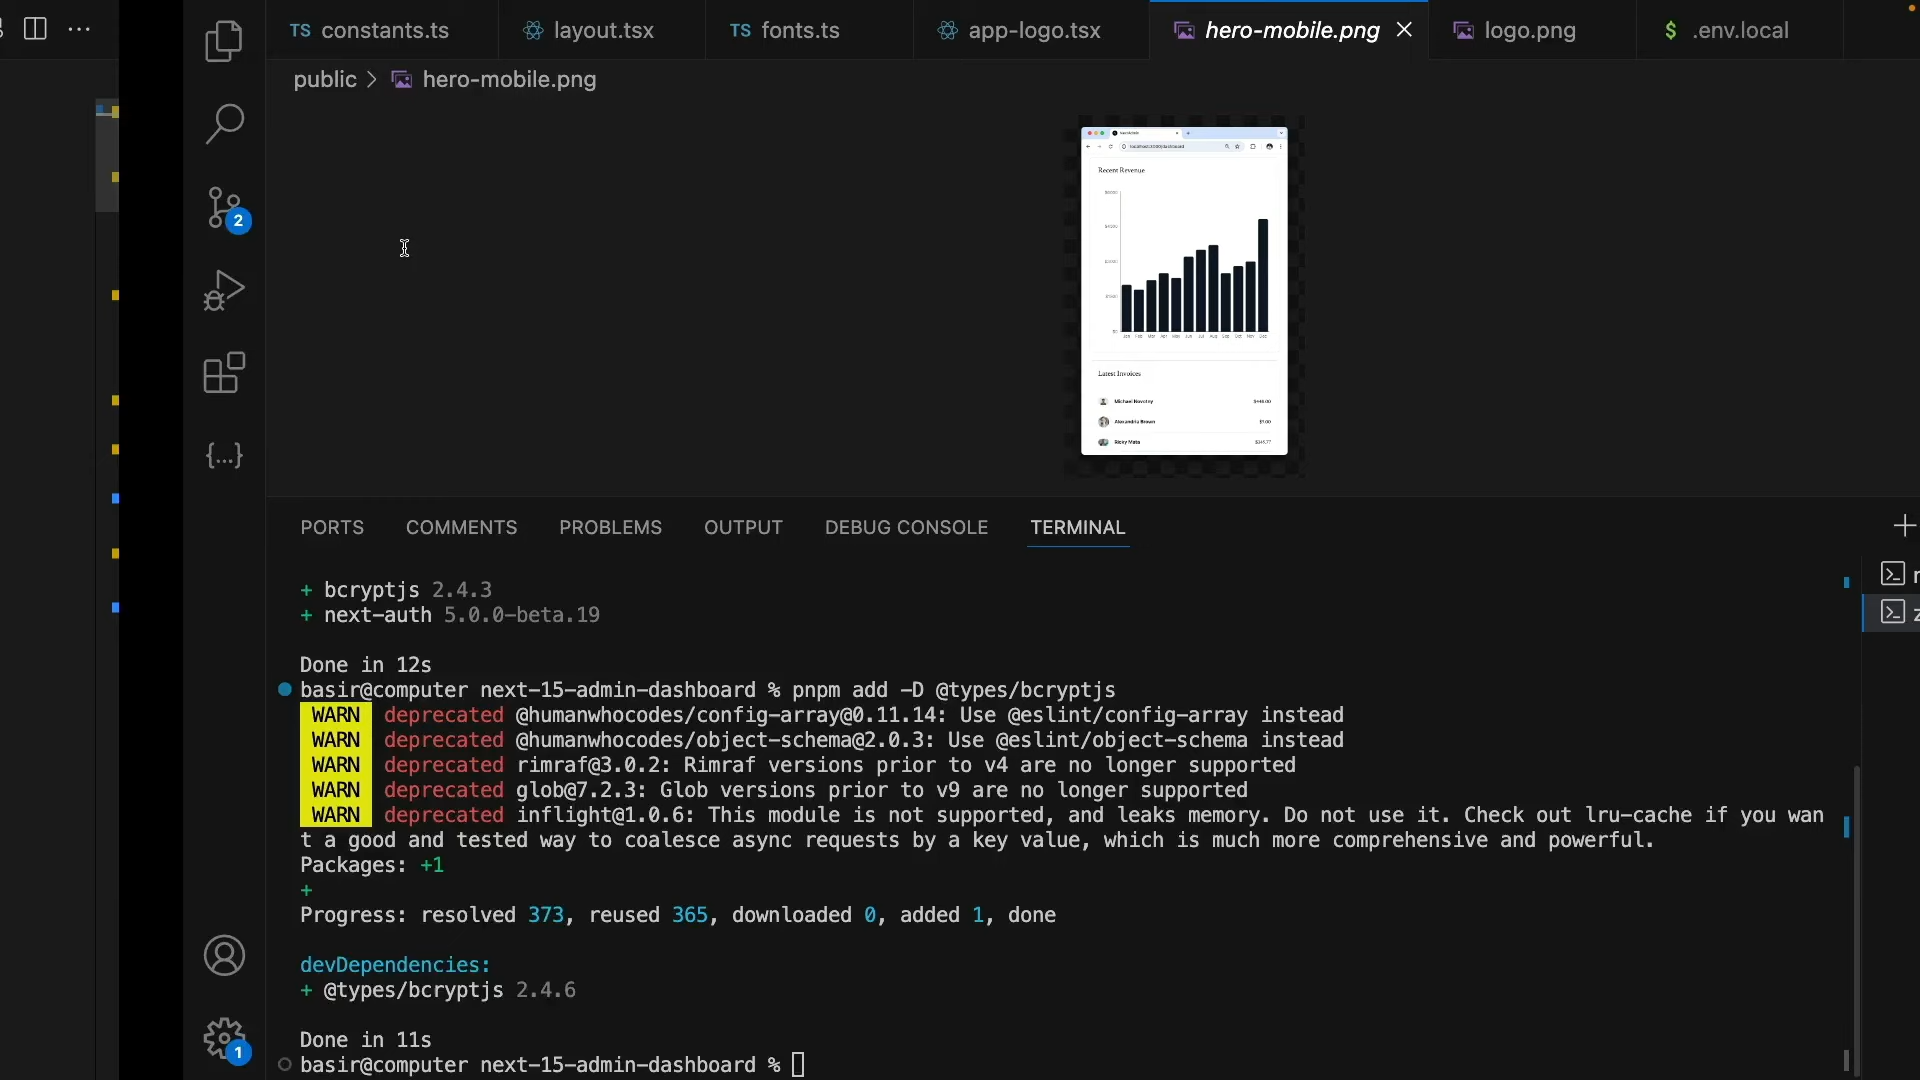 constants.ts
layout.tsx
fonts.ts
app-logo.tsx
hero-mobile.png
logo.png
$ .env.local
public > hero-mobile.png
Recent Revenue
Latest Invoices
Michael Novotny
Alexandria Brown
Ricky Mata
2
{...}
PORTS COMMENTS PROBLEMS OUTPUT DEBUG CONSOLE TERMINAL
+ bcryptjs 2.4.3
+ next-auth 5.0.0-beta.19
Done in 12s
basir@computer next-15-admin-dashboard % pnpm add -D @types/bcryptjs
WARN deprecated @humanwhocodes/config-array@0.11.14: Use @eslint/config-array instead
WARN deprecated @humanwhocodes/object-schema@2.0.3: Use @eslint/object-schema instead
WARN deprecated rimraf@3.0.2: Rimraf versions prior to v4 are no longer supported
WARN deprecated glob@7.2.3: Glob versions prior to v9 are no longer supported
WARN deprecated inflight@1.0.6: This module is not supported, and leaks memory. Do not use it. Check out lru-cache if you wan
t a good and tested way to coalesce async requests by a key value, which is much more comprehensive and powerful.
Packages: +1
+
Progress: resolved 373, reused 365, downloaded 0, added 1, done
devDependencies:
+ @types/bcryptjs 2.4.6
Done in 11s
basir@computer next-15-admin-dashboard %
1